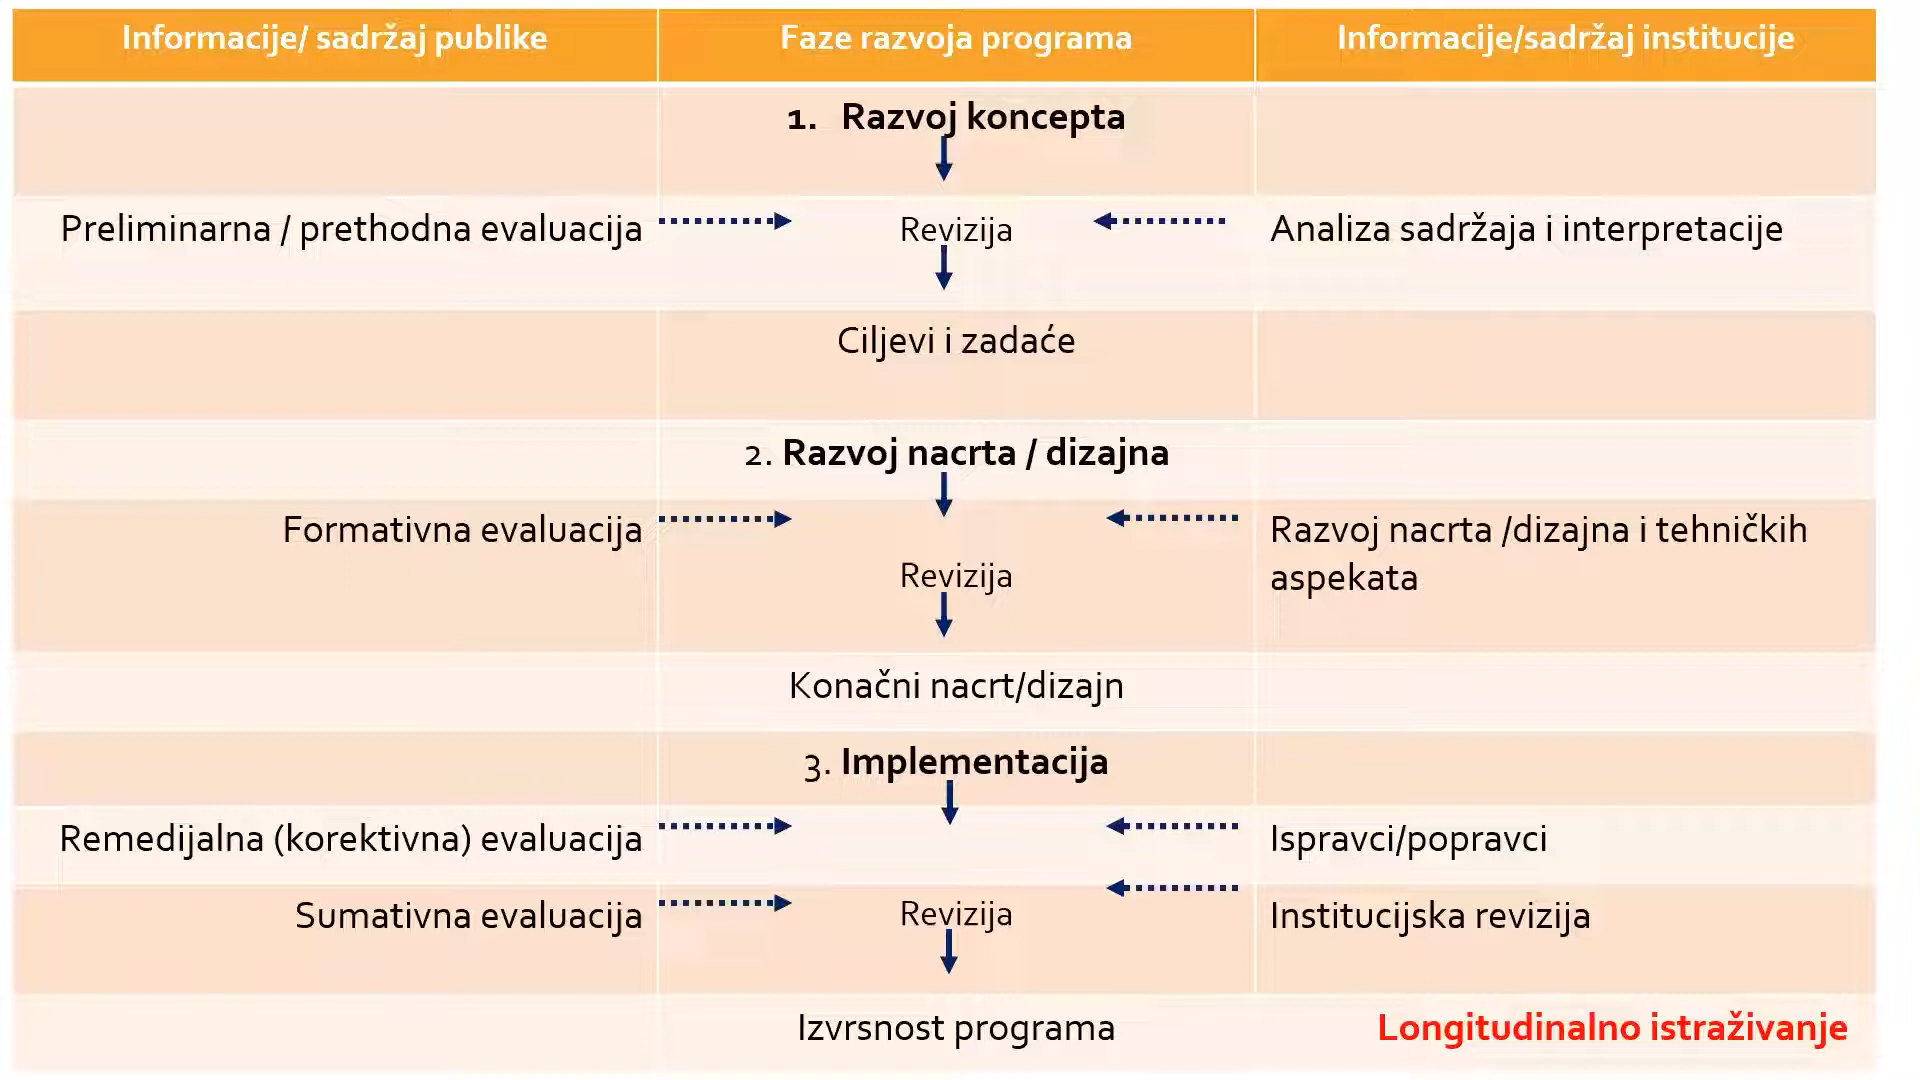 Informacije/ sadržaj publike
Faze razvoja programa
Informacije/sadržaj institucije
1. Razvoj koncepta
Preliminarna / prethodna evaluacija
Revizija
Analiza sadržaja i interpretacije
Ciljevi i zadaće
2. Razvoj nacrta / dizajna
Formativna evaluacija
Revizija
Razvoj nacrta /dizajna i tehničkih
aspekata
Konačni nacrt/dizajn
3. Implementacija
Remedijalna (korektivna) evaluacija
Ispravci/popravci
Sumativna evaluacija
Revizija
Institucijska revizija
Izvrsnost programa
Longitudinalno istraživanje